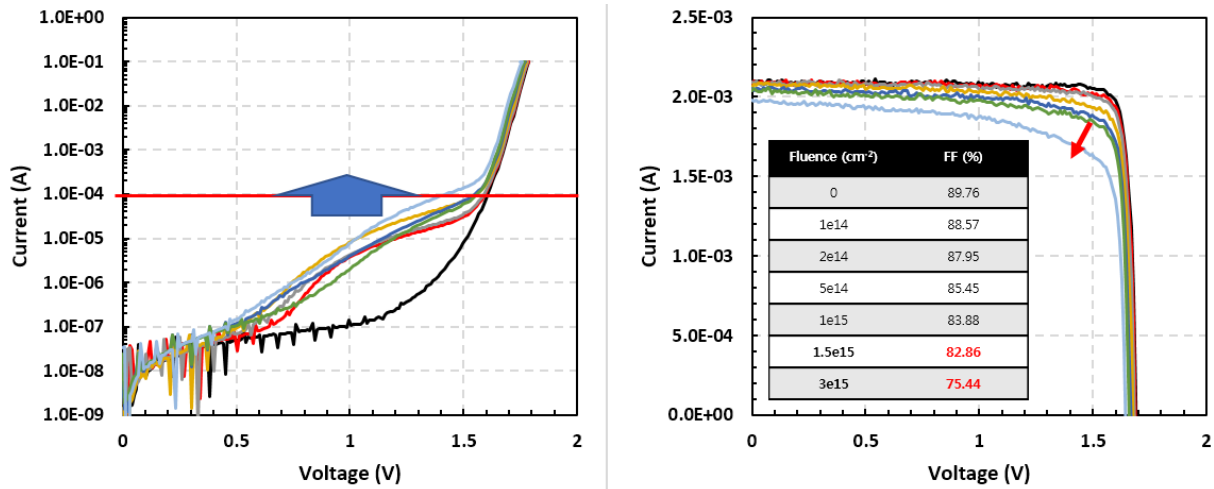 1.0E+00
1.0E-01
1.0E-02
1.0E-03
1.0E-04
1.0E-05
1.0E-06
1.0E-07
1.0E-08
1.0E-09
Current (A)
0 0.5 1 1.5 2
Voltage (V)
2.5E-03
2.0E-03
1.5E-03
1.0E-03
5.0E-04
0.0E+00
Current (A)
Fluence (cm⁻²) FF (%)
0 89.76
1e14 88.57
2e14 87.95
5e14 85.45
1e15 83.88
1.5e15 82.86
3e15 75.44
0 0.5 1 1.5 2
Voltage (V)